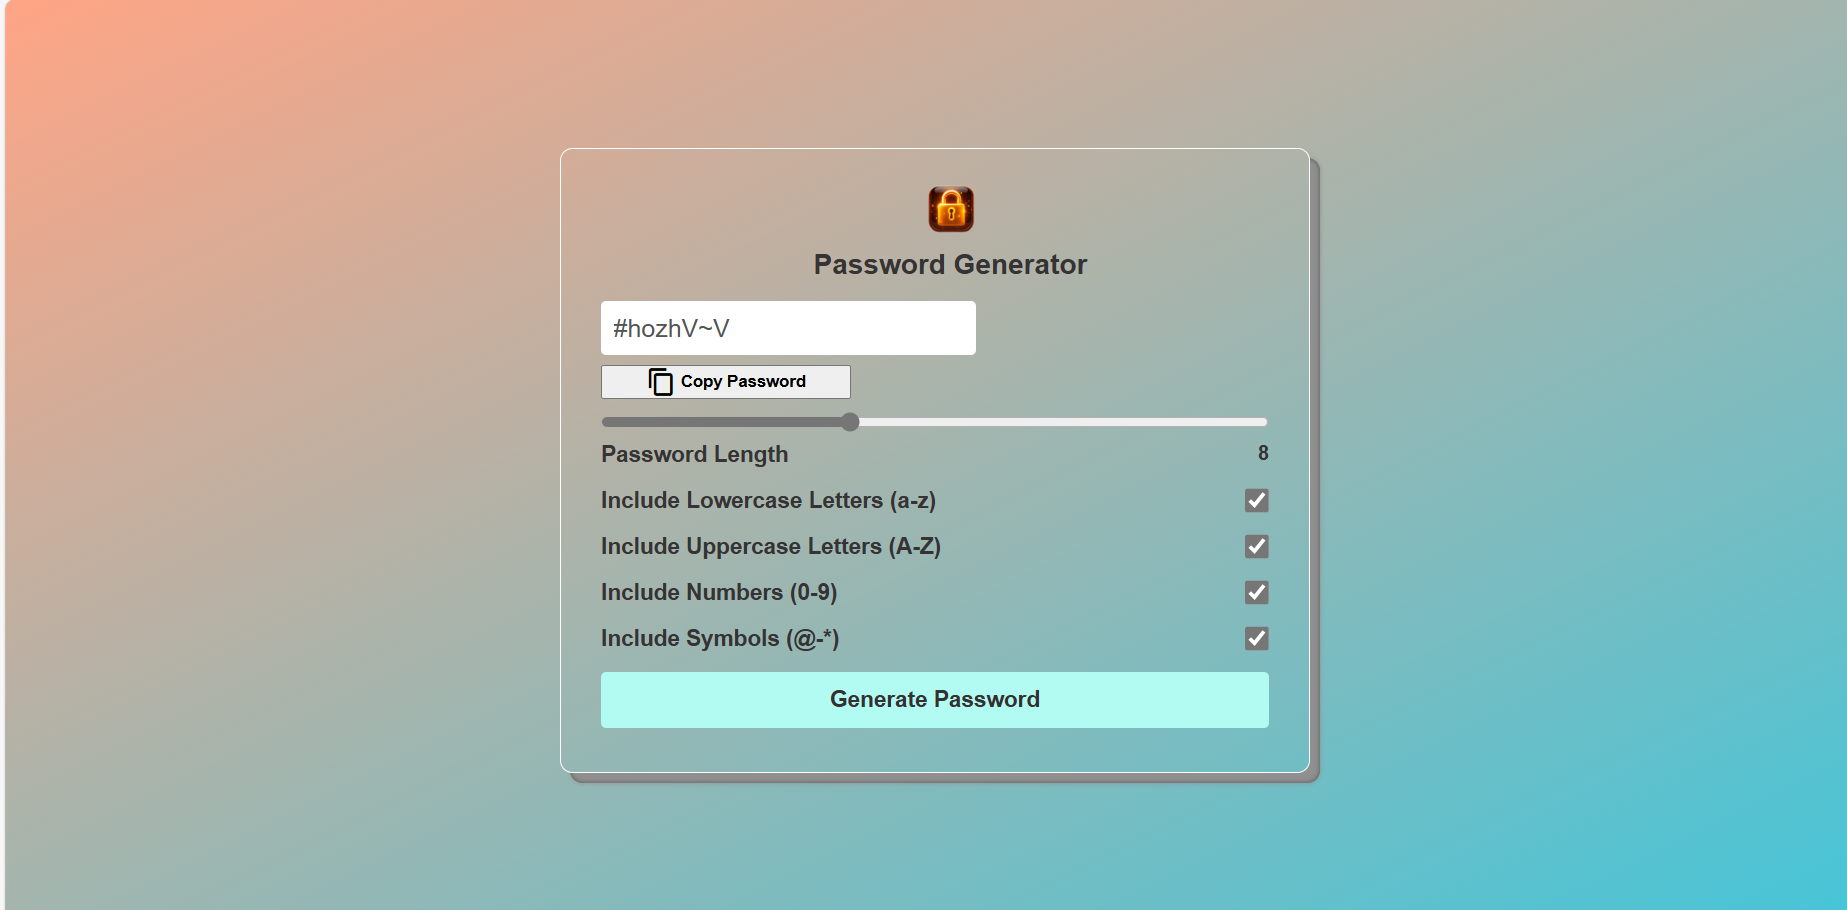 Password Generator
#hozhV~V
Copy Password
Password Length 8
Include Lowercase Letters (a-z)
Include Uppercase Letters (A-Z)
Include Numbers (0-9)
Include Symbols (@-*)
Generate Password